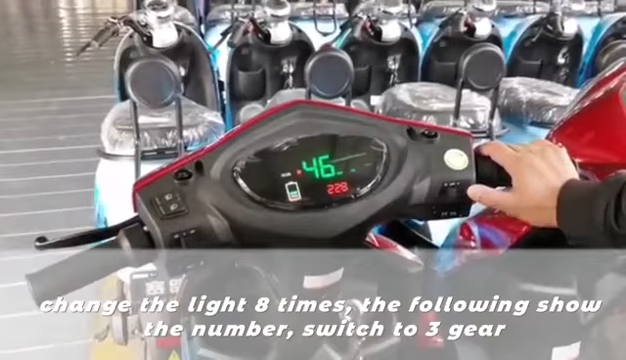 46
228
change the light 8 times, the following show
the number, switch to 3 gear